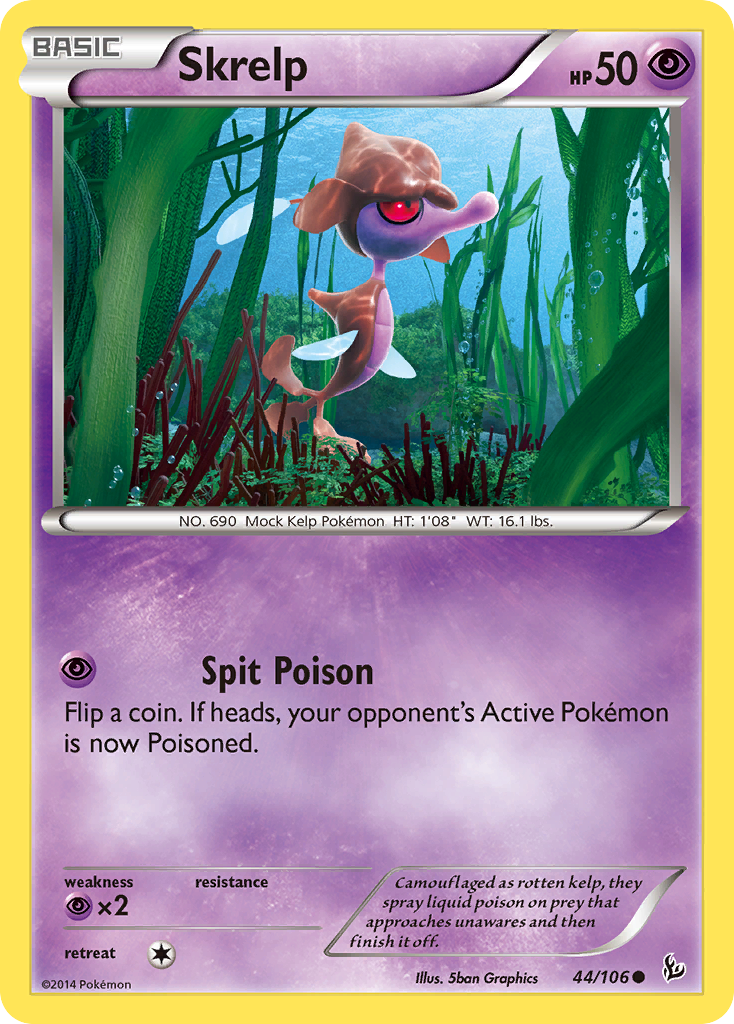 BASIC
Skrelp
HP50
NO. 690 Mock Kelp Pokémon HT: 1'08" WT: 16.1 lbs.
Spit Poison
Flip a coin. If heads, your opponent's Active Pokémon
is now Poisoned.
weakness
resistance
×2
retreat
Camouflaged as rotten kelp, they
spray liquid poison on prey that
approaches unawares and then
finish it off.
©2014 Pokémon
Illus. 5ban Graphics
44/106